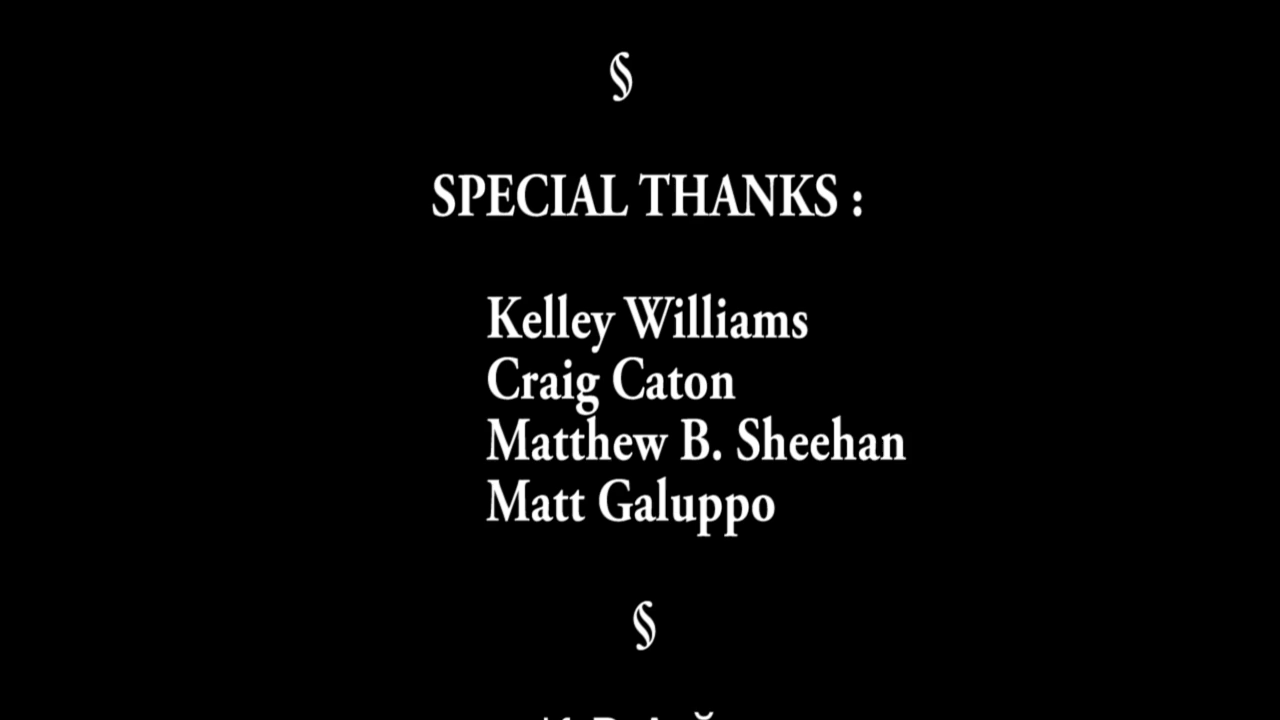 §
SPECIAL THANKS :
Kelley Williams
Craig Caton
Matthew B. Sheehan
Matt Galuppo
§